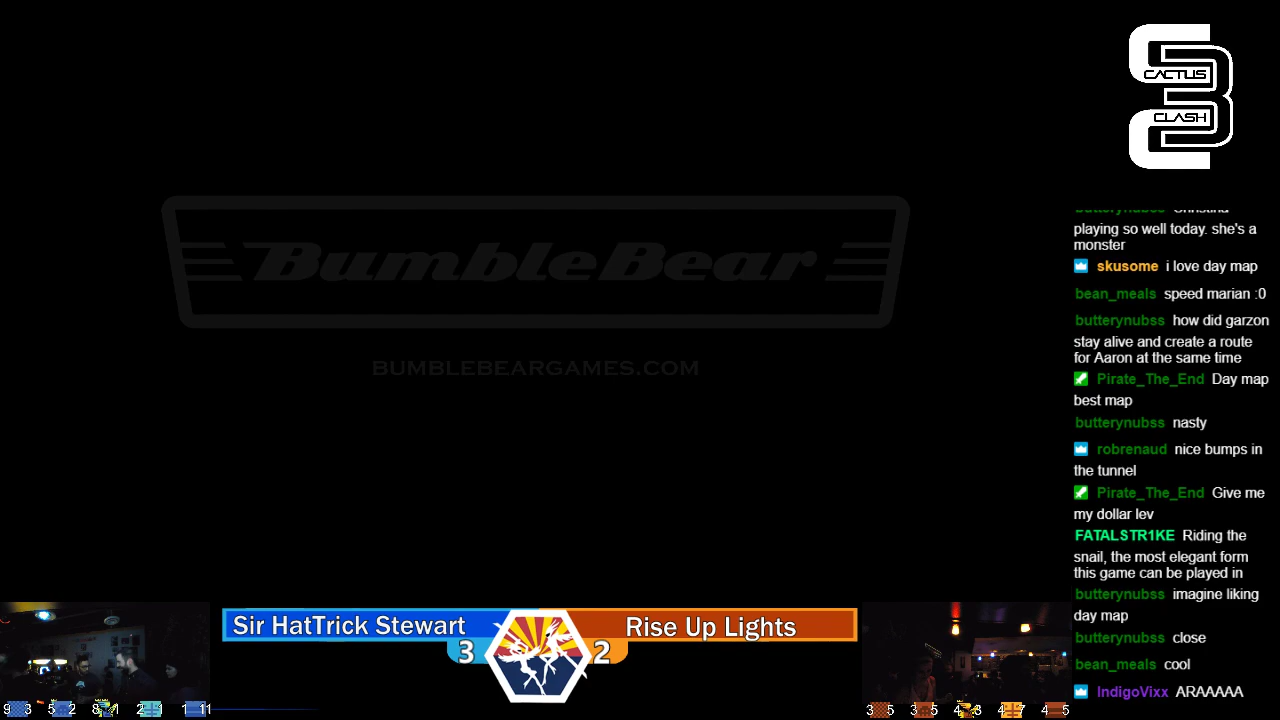 CACTUS
CLASH
BumbleBear
BUMBLEBEARGAMES.COM
butterynubss Christina
playing so well today. she's a
monster
skusome i love day map
bean_meals speed marian :0
butterynubss how did garzon
stay alive and create a route
for Aaron at the same time
Pirate_The_End Day map
best map
butterynubss nasty
robrenaud nice bumps in
the tunnel
Pirate_The_End Give me
my dollar lev
FATALSTR1KE Riding the
snail, the most elegant form
this game can be played in
butterynubss imagine liking
day map
butterynubss close
bean_meals cool
IndigoVixx ARAAAAA
Sir HatTrick Stewart
Rise Up Lights
3
2